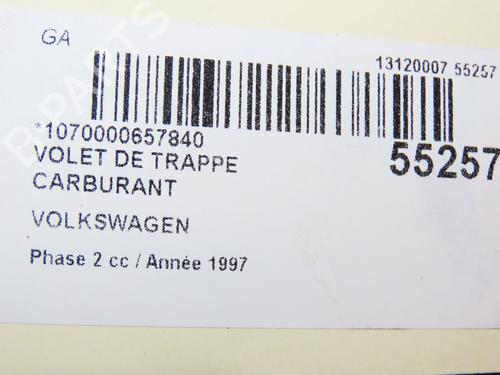 GA
13120007 55257
*1070000657840
VOLET DE TRAPPE
55257
CARBURANT
VOLKSWAGEN
Phase 2 cc / Année 1997